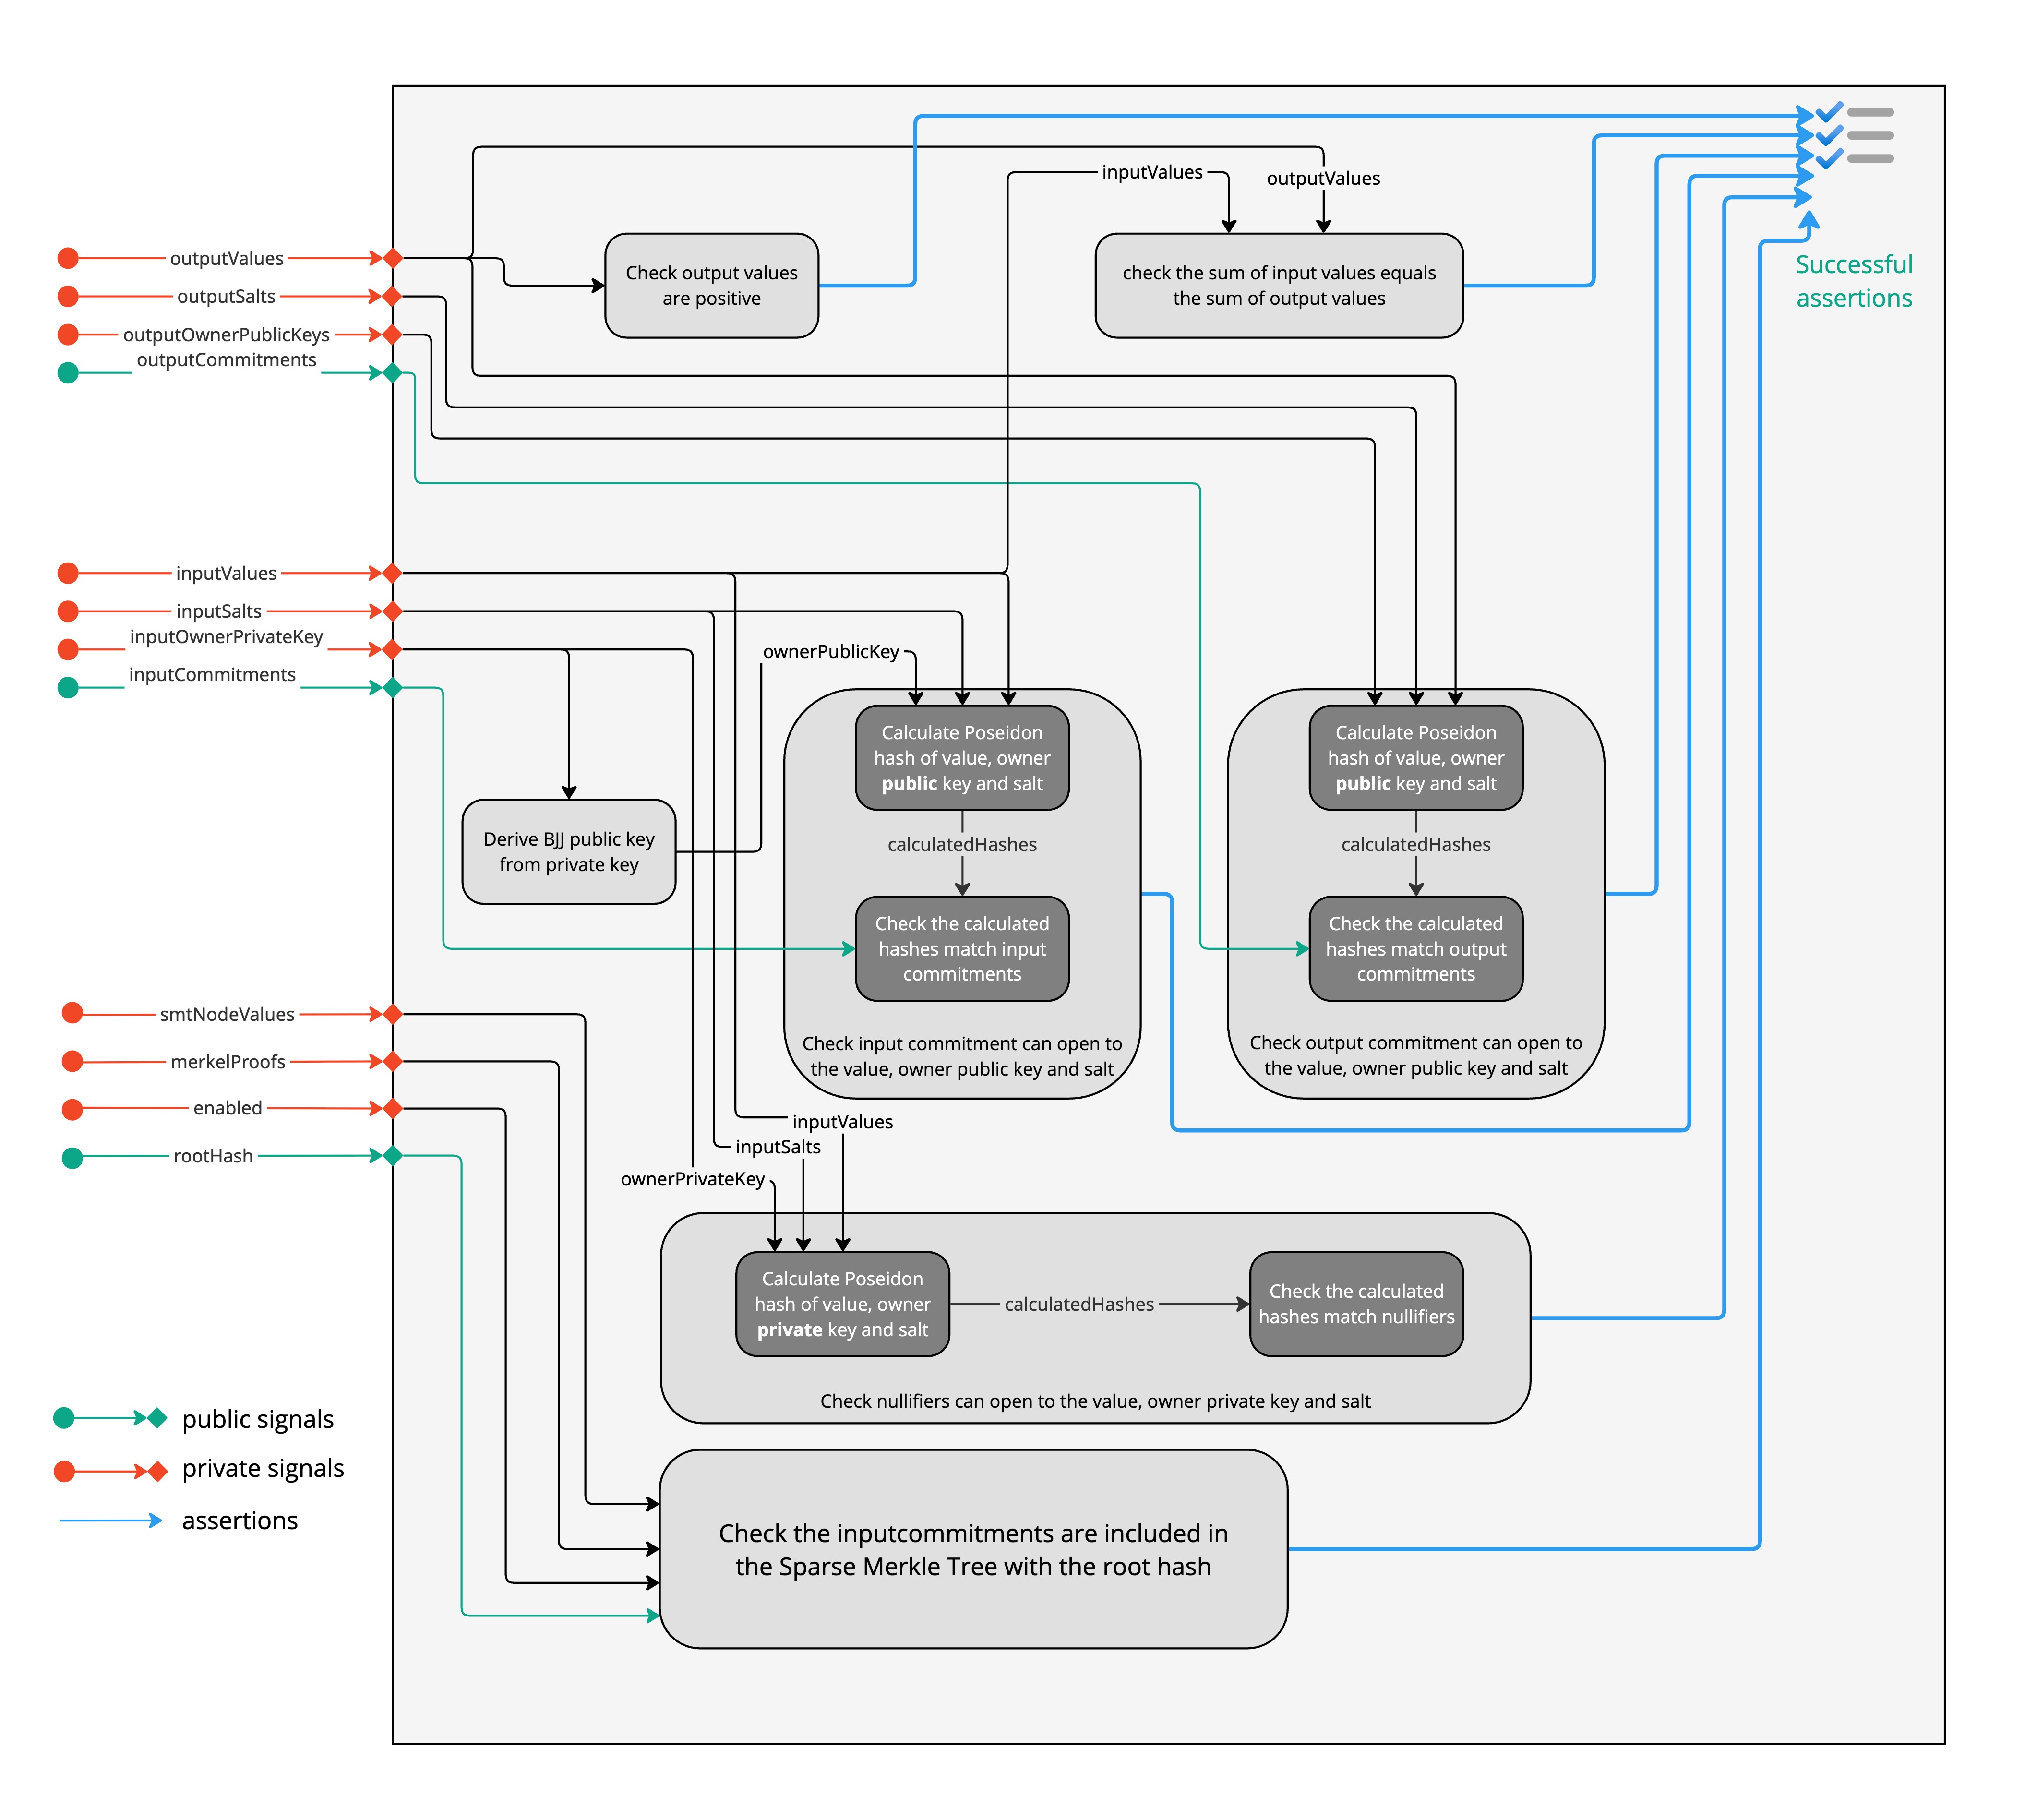 inputValues
outputValues
outputValues
Check output values
are positive
check the sum of input values equals
the sum of output values
Successful
assertions
outputSalts
outputOwnerPublicKeys
outputCommitments
inputValues
inputSalts
inputOwnerPrivateKey
inputCommitments
ownerPublicKey
Calculate Poseidon
hash of value, owner
public key and salt
Calculate Poseidon
hash of value, owner
public key and salt
Derive BJJ public key
from private key
calculatedHashes
calculatedHashes
Check the calculated
hashes match input
commitments
Check the calculated
hashes match output
commitments
Check input commitment can open to
the value, owner public key and salt
Check output commitment can open to
the value, owner public key and salt
smtNodeValues
merkelProofs
enabled
rootHash
inputValues
inputSalts
ownerPrivateKey
Calculate Poseidon
hash of value, owner
private key and salt
calculatedHashes
Check the calculated
hashes match nullifiers
Check nullifiers can open to the value, owner private key and salt
public signals
private signals
assertions
Check the inputcommitments are included in
the Sparse Merkle Tree with the root hash